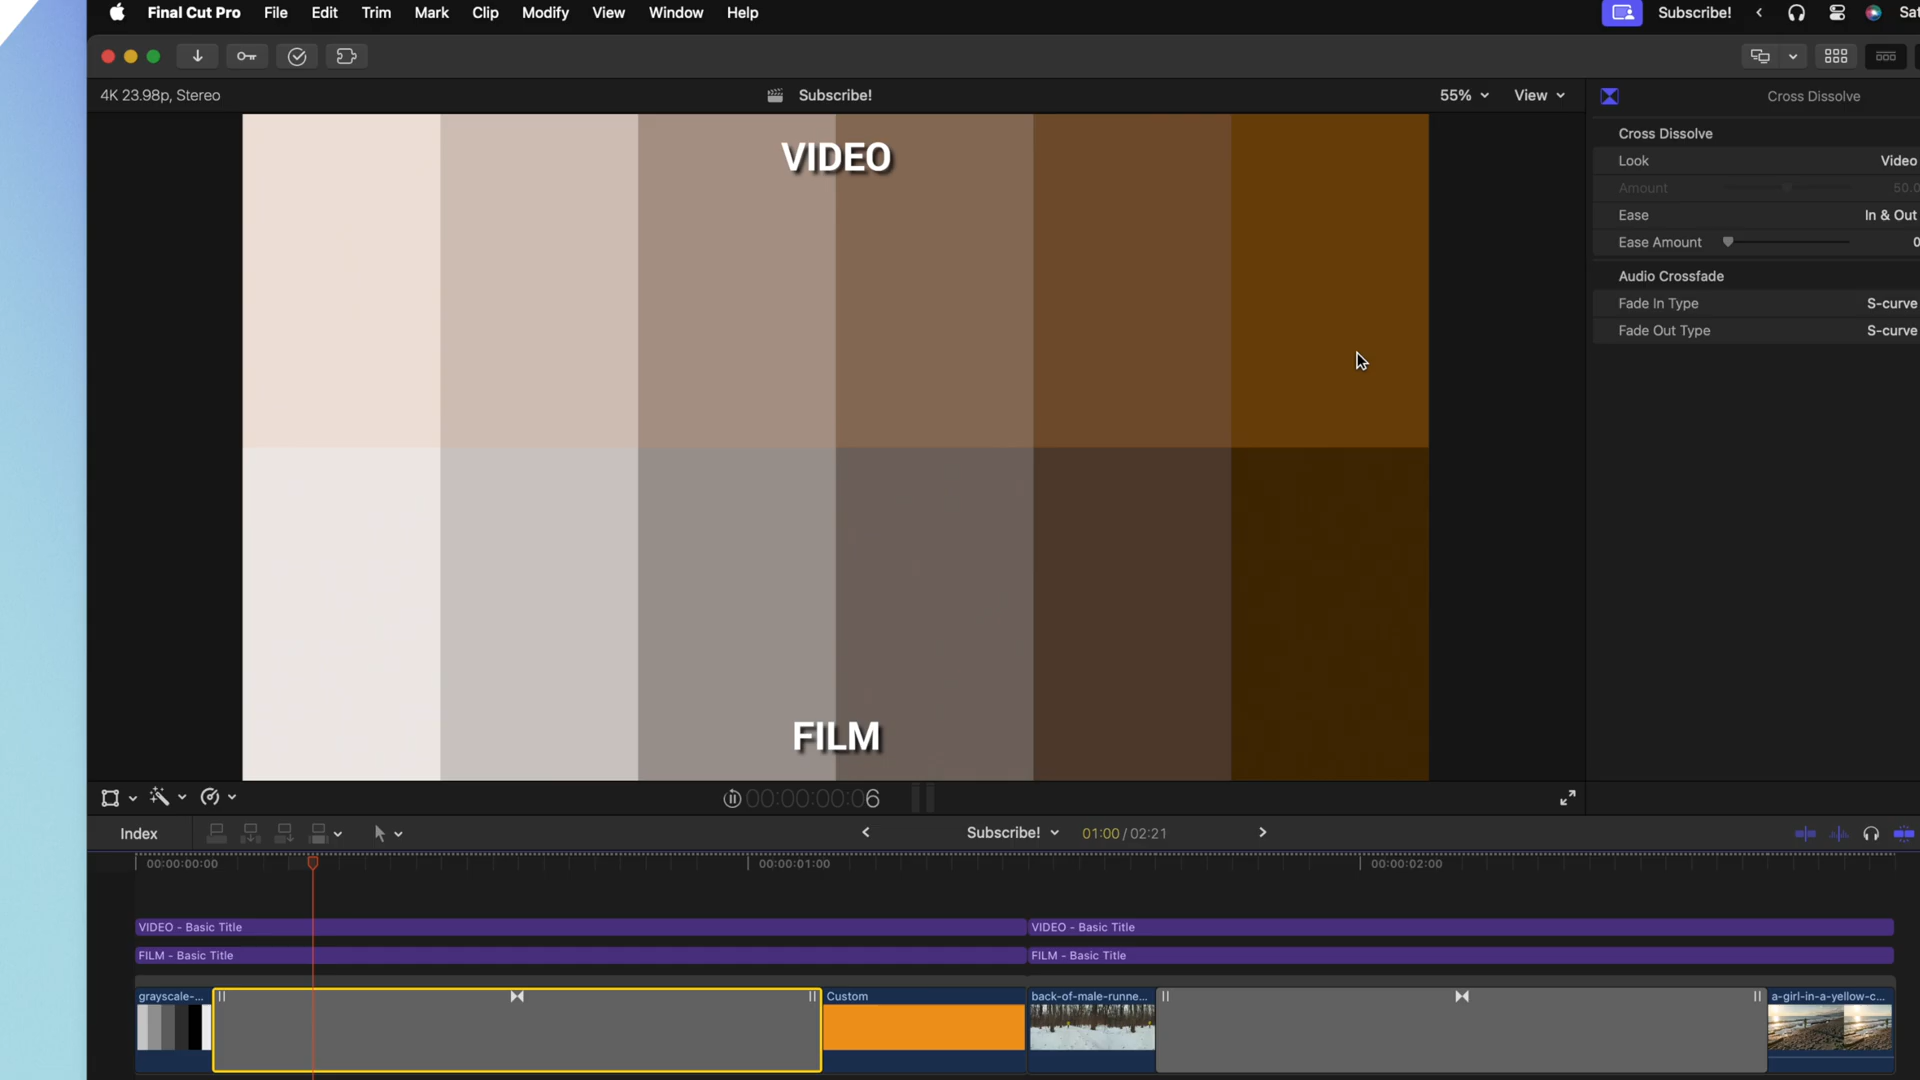 Final Cut Pro File Edit Trim Mark Clip Modify View Window Help Subscribe!
4K 23.98p, Stereo Subscribe! 55% View Cross Dissolve
Cross Dissolve
Look Video
Amount 50.0
Ease In & Out
Ease Amount 0
Audio Crossfade
Fade In Type S-curve
Fade Out Type S-curve
VIDEO
FILM
00:00:00:06
Index Subscribe! 01:00 / 02:21
00:00:00:00 00:00:01:00 00:00:02:00
VIDEO - Basic Title VIDEO - Basic Title
FILM - Basic Title FILM - Basic Title
grayscale-... Custom back-of-male-runne... a-girl-in-a-yellow-c...